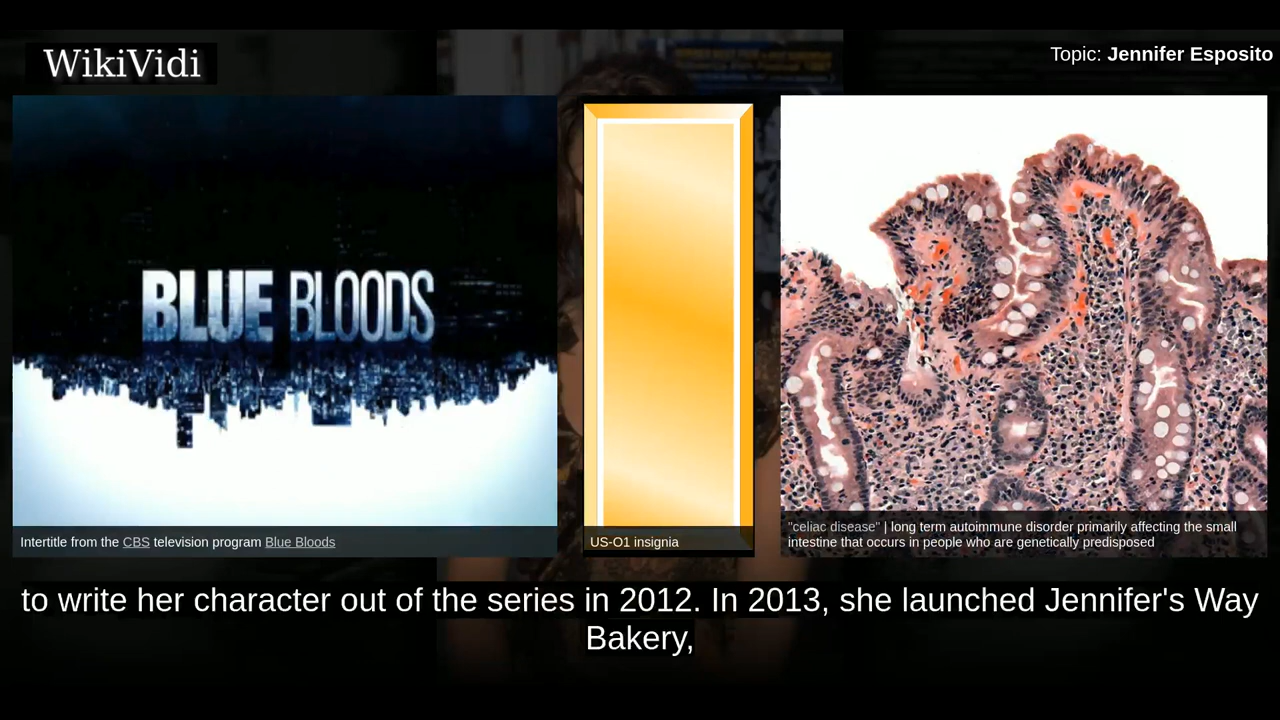 WikiVidi
Topic: Jennifer Esposito
BLUE BLOODS
Intertitle from the CBS television program Blue Bloods
US-O1 insignia
"celiac disease" | long term autoimmune disorder primarily affecting the small
intestine that occurs in people who are genetically predisposed
to write her character out of the series in 2012. In 2013, she launched Jennifer's Way
Bakery,